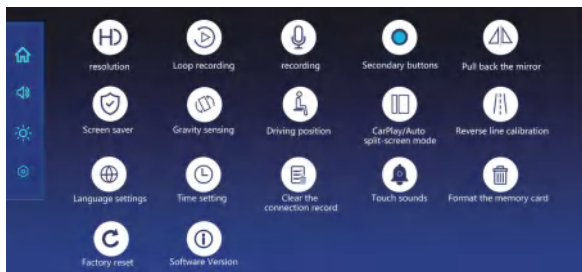 HD
resolution
Loop recording
recording
Secondary buttons
Pull back the mirror
Screen saver
Gravity sensing
Driving position
CarPlay/Auto
split-screen mode
Reverse line calibration
Language settings
Time setting
Clear the
connection record
Touch sounds
Format the memory card
Factory reset
Software Version